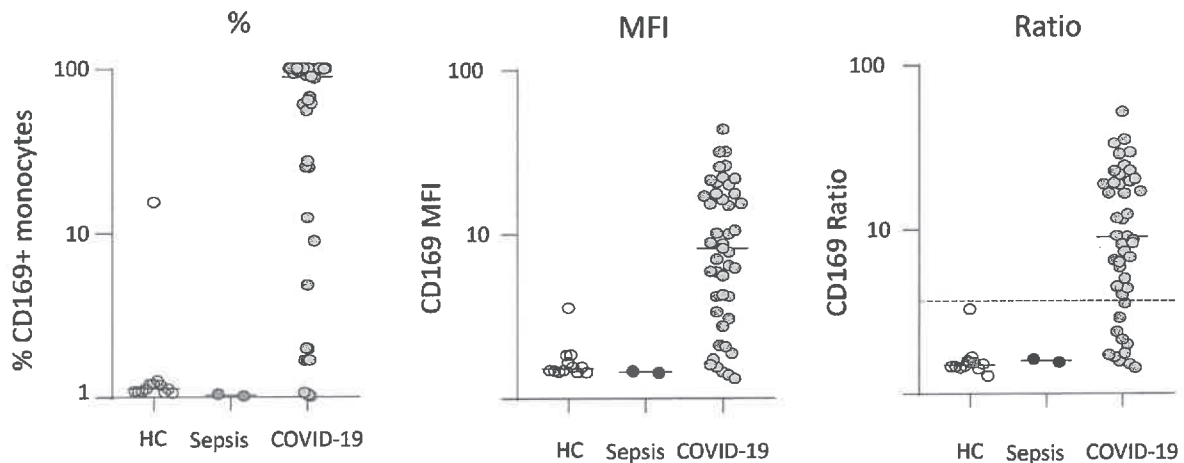 %
100
10
1
% CD169+ monocytes
HC Sepsis COVID-19
MFI
100
10
CD169 MFI
HC Sepsis COVID-19
Ratio
100
10
CD169 Ratio
HC Sepsis COVID-19